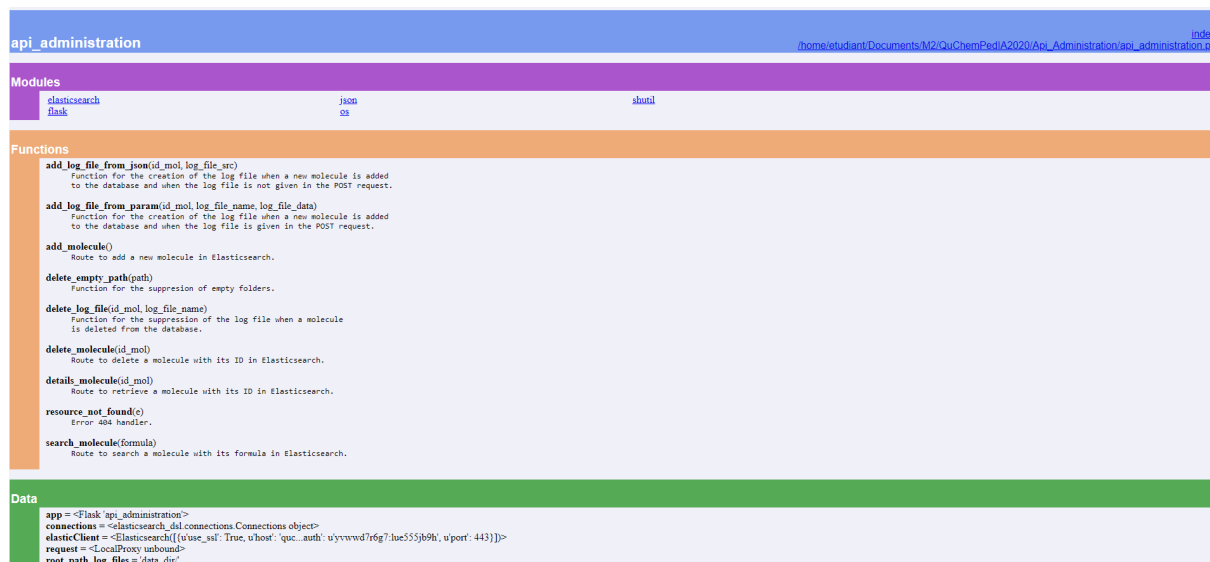 api_administration
inde
/home/etudiant/Documents/M2/QuChemPedIA2020/Api_Administration/api_administration.p
Modules
elasticsearch json shutil
flask os
Functions
add_log_file_from_json(id_mol, log_file_src)
Function for the creation of the log file when a new molecule is added
to the database and when the log file is not given in the POST request.
add_log_file_from_param(id_mol, log_file_name, log_file_data)
Function for the creation of the log file when a new molecule is added
to the database and when the log file is given in the POST request.
add_molecule()
Route to add a new molecule in Elasticsearch.
delete_empty_path(path)
Function for the suppresion of empty folders.
delete_log_file(id_mol, log_file_name)
Function for the suppression of the log file when a molecule
is deleted from the database.
delete_molecule(id_mol)
Route to delete a molecule with its ID in Elasticsearch.
details_molecule(id_mol)
Route to retrieve a molecule with its ID in Elasticsearch.
resource_not_found(e)
Error 404 handler.
search_molecule(formula)
Route to search a molecule with its formula in Elasticsearch.
Data
app = <Flask 'api_administration'>
connections = <elasticsearch_dsl.connections.Connections object>
elasticClient = <Elasticsearch([{u'use_ssl': True, u'host': 'quc...auth': u'yvwwd7r6g7:lue555jb9h', u'port': 443}])>
request = <LocalProxy unbound>
root_path_log_files = 'data_dir/'